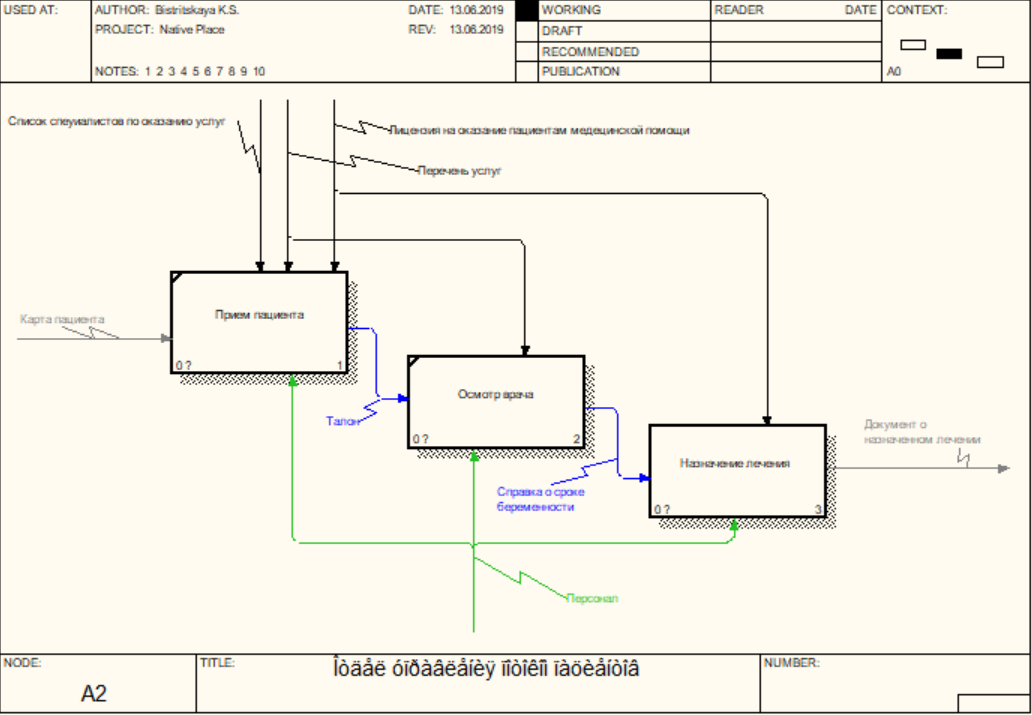 USED AT:
AUTHOR: Bistritskaya K.S.
DATE: 13.06.2019
WORKING
READER
DATE
CONTEXT:
PROJECT: Native Place
REV: 13.06.2019
DRAFT
RECOMMENDED
NOTES: 1 2 3 4 5 6 7 8 9 10
PUBLICATION
A0
Список спеуиалистов по оказанию услуг
Лицензия на оказание пациентам медецинской помощи
Перечень услуг
Карта пациента
Прием пациента
0 ?
1
Талон
Осмотр врача
0 ?
2
Справка о сроке
беременности
Назначение лечения
0 ?
3
Документ о
назначенном лечении
Персонал
NODE:
TITLE:
NUMBER:
A2
Îòäåë óïðàâëåíèÿ ïîòîêîì ïàöèåíòîâ